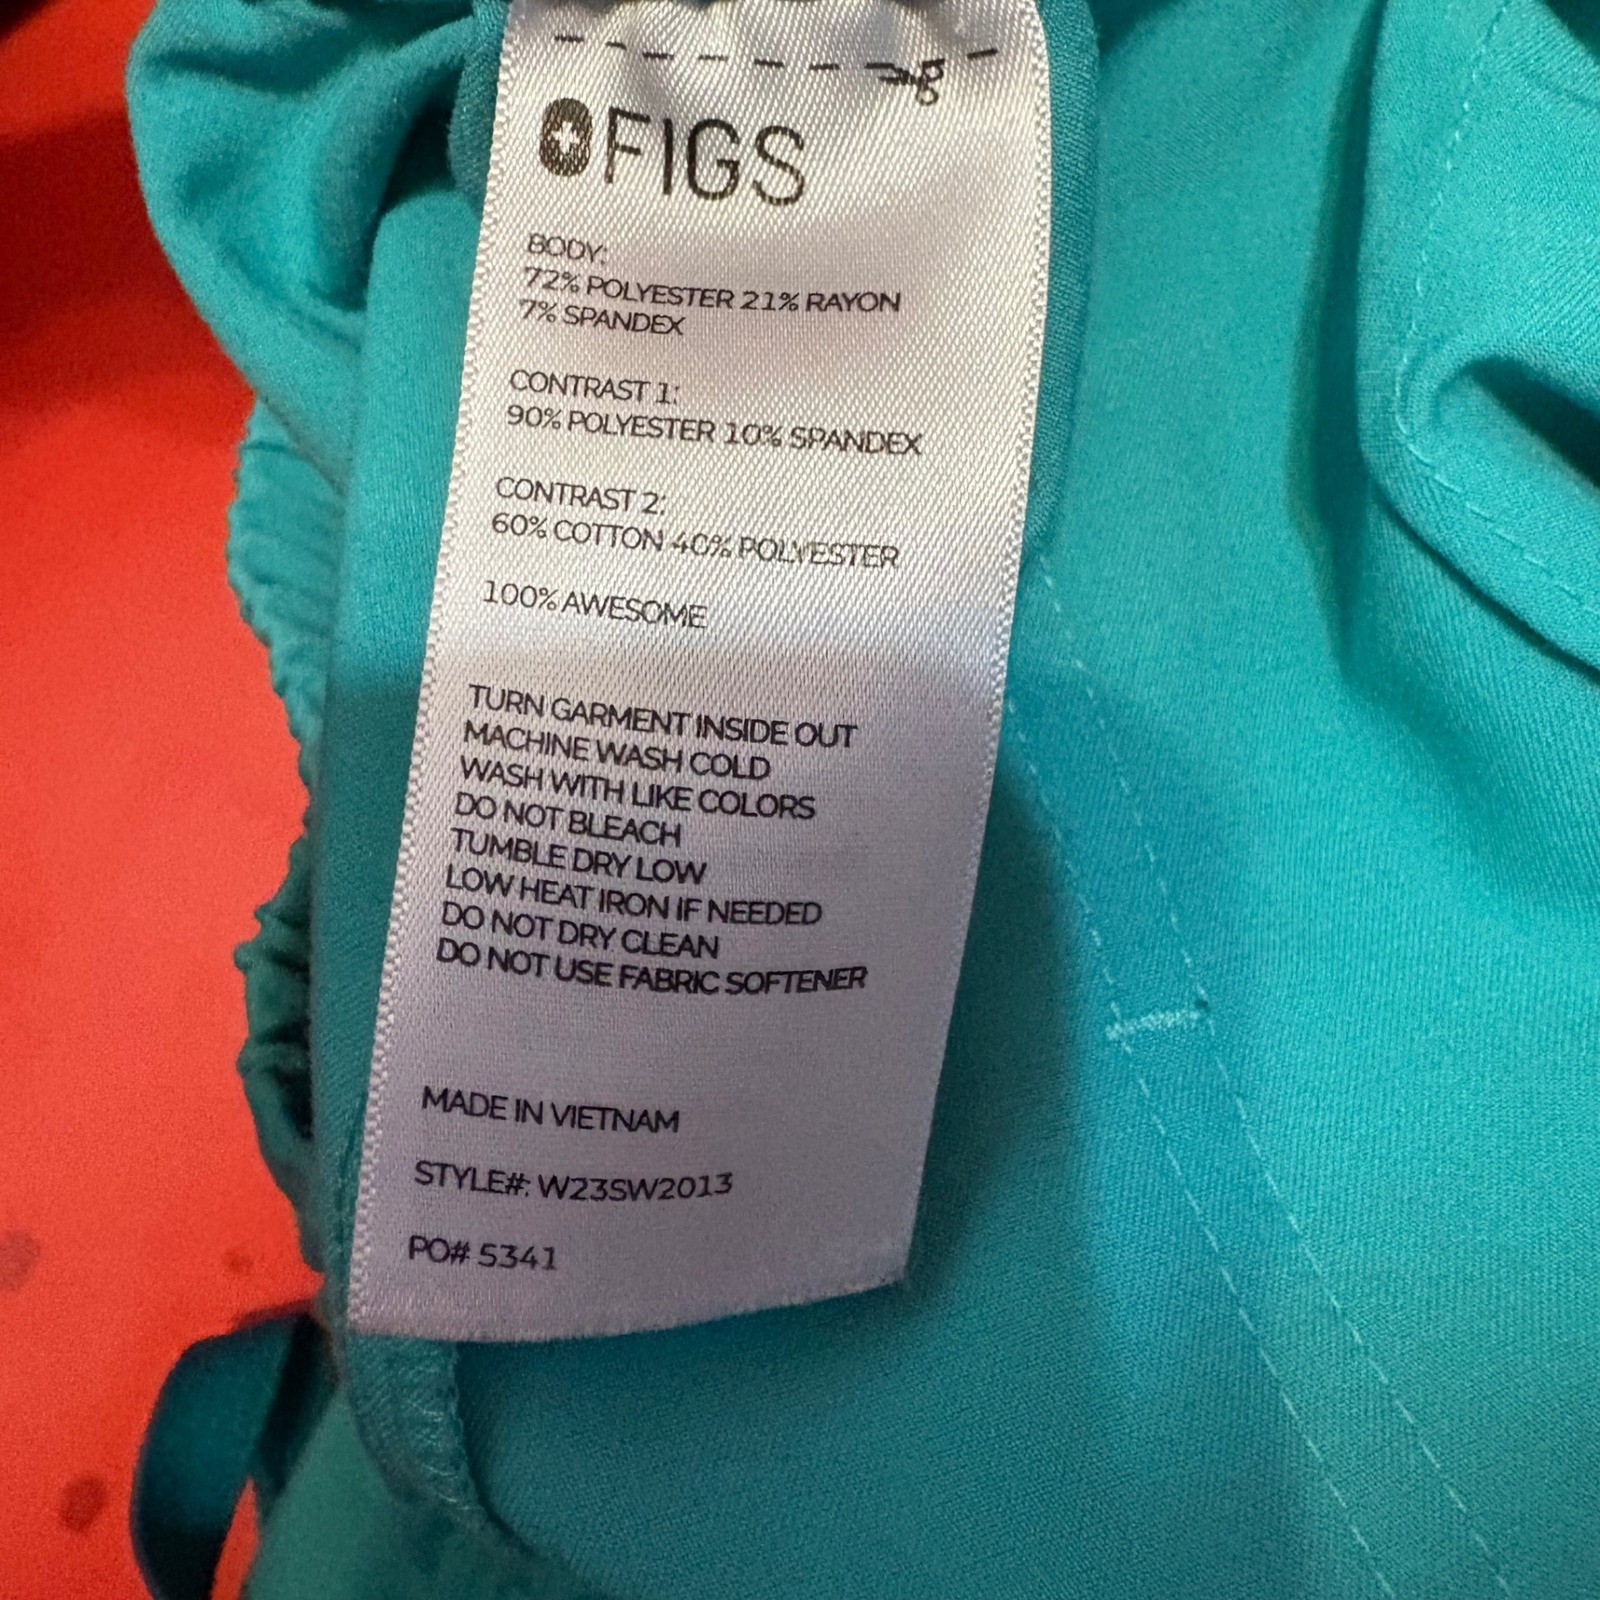 FIGS
BODY:
72% POLYESTER 21% RAYON
7% SPANDEX
CONTRAST 1:
90% POLYESTER 10% SPANDEX
CONTRAST 2:
60% COTTON 40% POLYESTER
100% AWESOME
TURN GARMENT INSIDE OUT
MACHINE WASH COLD
WASH WITH LIKE COLORS
DO NOT BLEACH
TUMBLE DRY LOW
LOW HEAT IRON IF NEEDED
DO NOT DRY CLEAN
DO NOT USE FABRIC SOFTENER
MADE IN VIETNAM
STYLE#: W23SW2013
PO# 5341